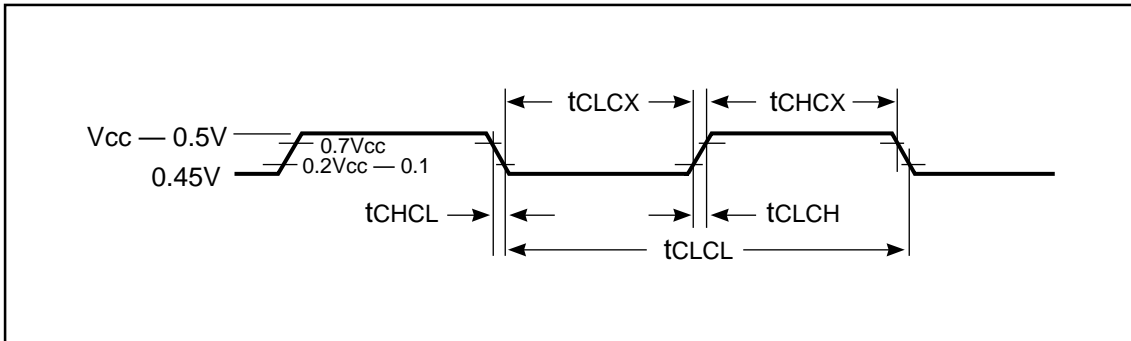 tCLCX
tCHCX
Vcc — 0.5V
0.7Vcc
0.2Vcc — 0.1
0.45V
tCHCL
tCLCH
tCLCL